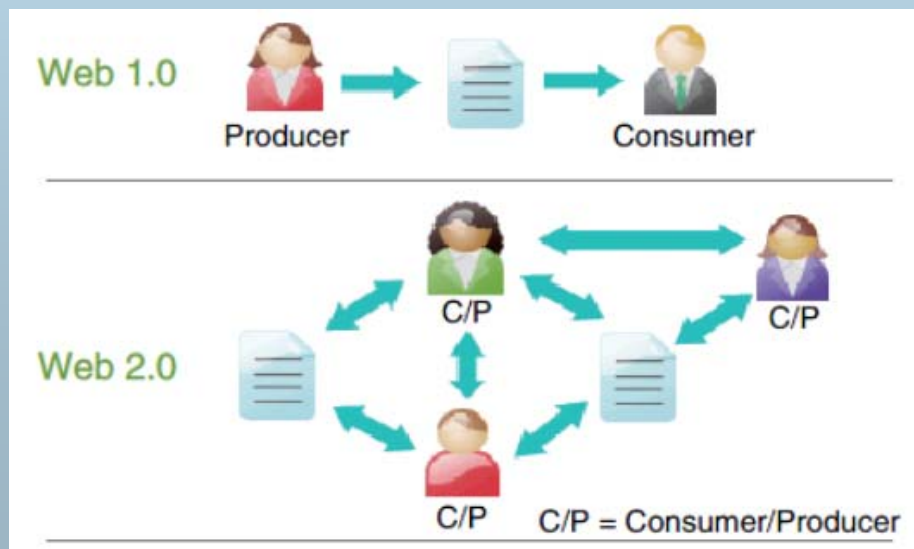 Web 1.0
Producer
Consumer
C/P
C/P
Web 2.0
C/P
C/P = Consumer/Producer